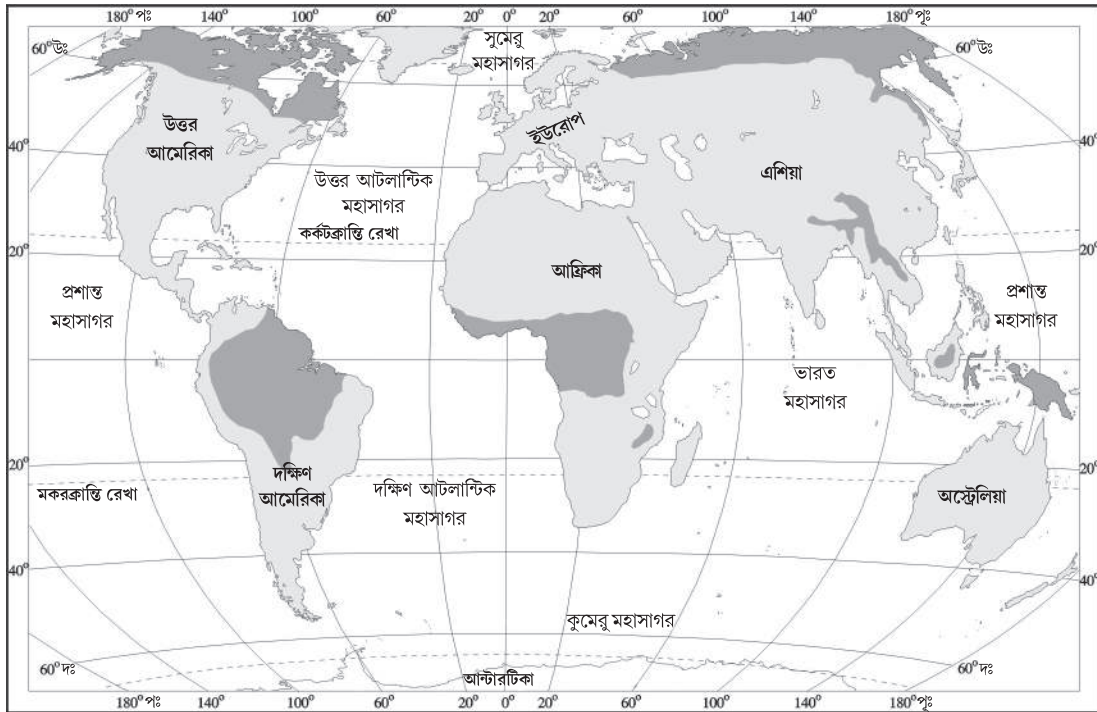 180° পঃ 140° 100° 60° 20° 0° 20° 60° 100° 140° 180° পূঃ
60° উঃ
সুমেরু
মহাসাগর
60° উঃ
উত্তর
আমেরিকা
ইউরোপ
40°
40°
এশিয়া
উত্তর আটলান্টিক
মহাসাগর
কর্কটক্রান্তি রেখা
20°
20°
আফ্রিকা
প্রশান্ত
মহাসাগর
প্রশান্ত
মহাসাগর
ভারত
মহাসাগর
20°
20°
মকরক্রান্তি রেখা
দক্ষিণ
আমেরিকা
দক্ষিণ আটলান্টিক
মহাসাগর
অস্ট্রেলিয়া
40°
40°
কুমেরু মহাসাগর
60° দঃ
60° দঃ
আন্টারটিকা
180° পঃ 140° 100° 60° 20° 0° 20° 60° 100° 140° 180° পূঃ